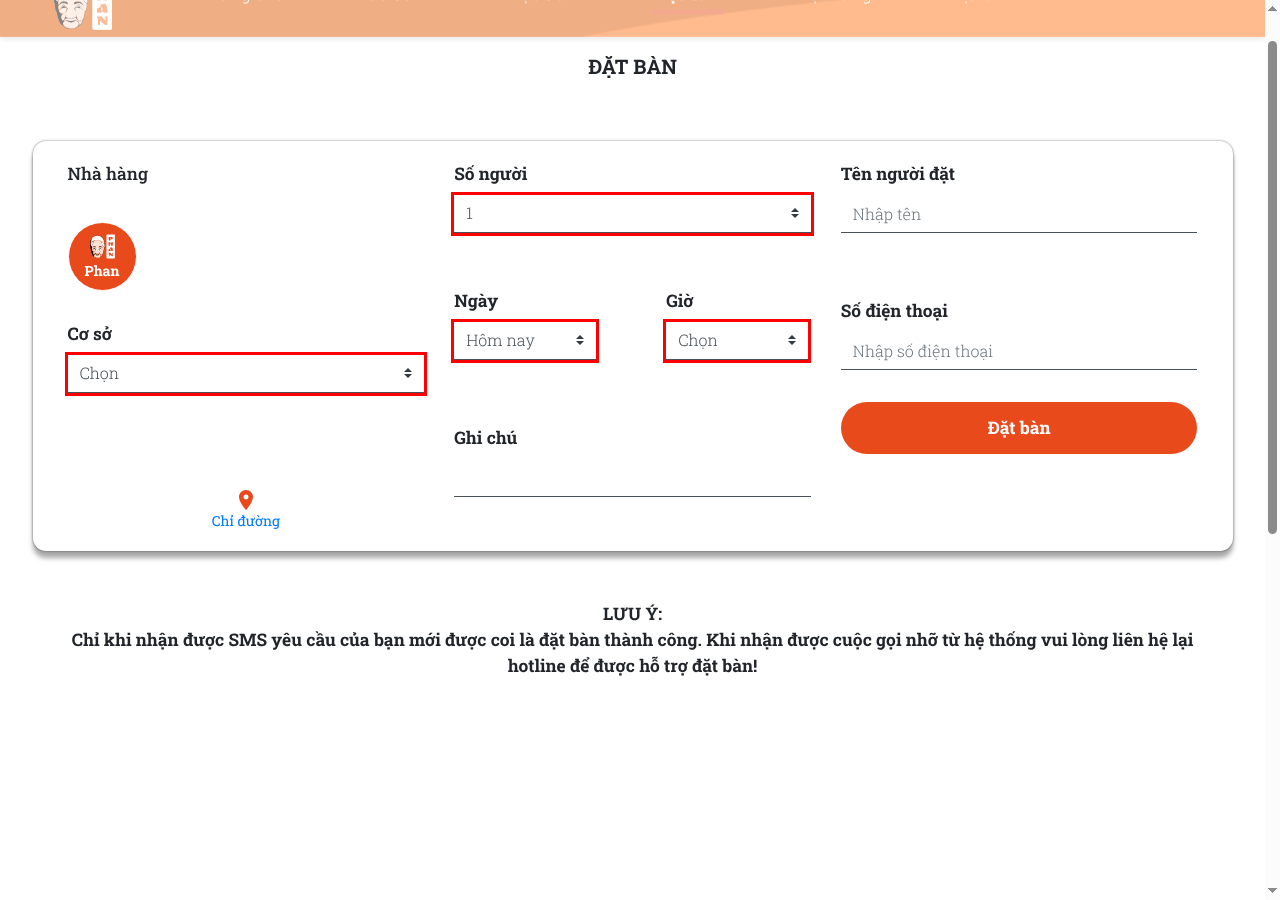 ĐẶT BÀN
Nhà hàng
PHAN
Phan
Cơ sở
Chọn
Chỉ đường
Số người
1
Ngày
Giờ
Hôm nay
Chọn
Ghi chú
Tên người đặt
Nhập tên
Số điện thoại
Nhập số điện thoại
Đặt bàn
LƯU Ý:
Chỉ khi nhận được SMS yêu cầu của bạn mới được coi là đặt bàn thành công. Khi nhận được cuộc gọi nhỡ từ hệ thống vui lòng liên hệ lại
hotline để được hỗ trợ đặt bàn!